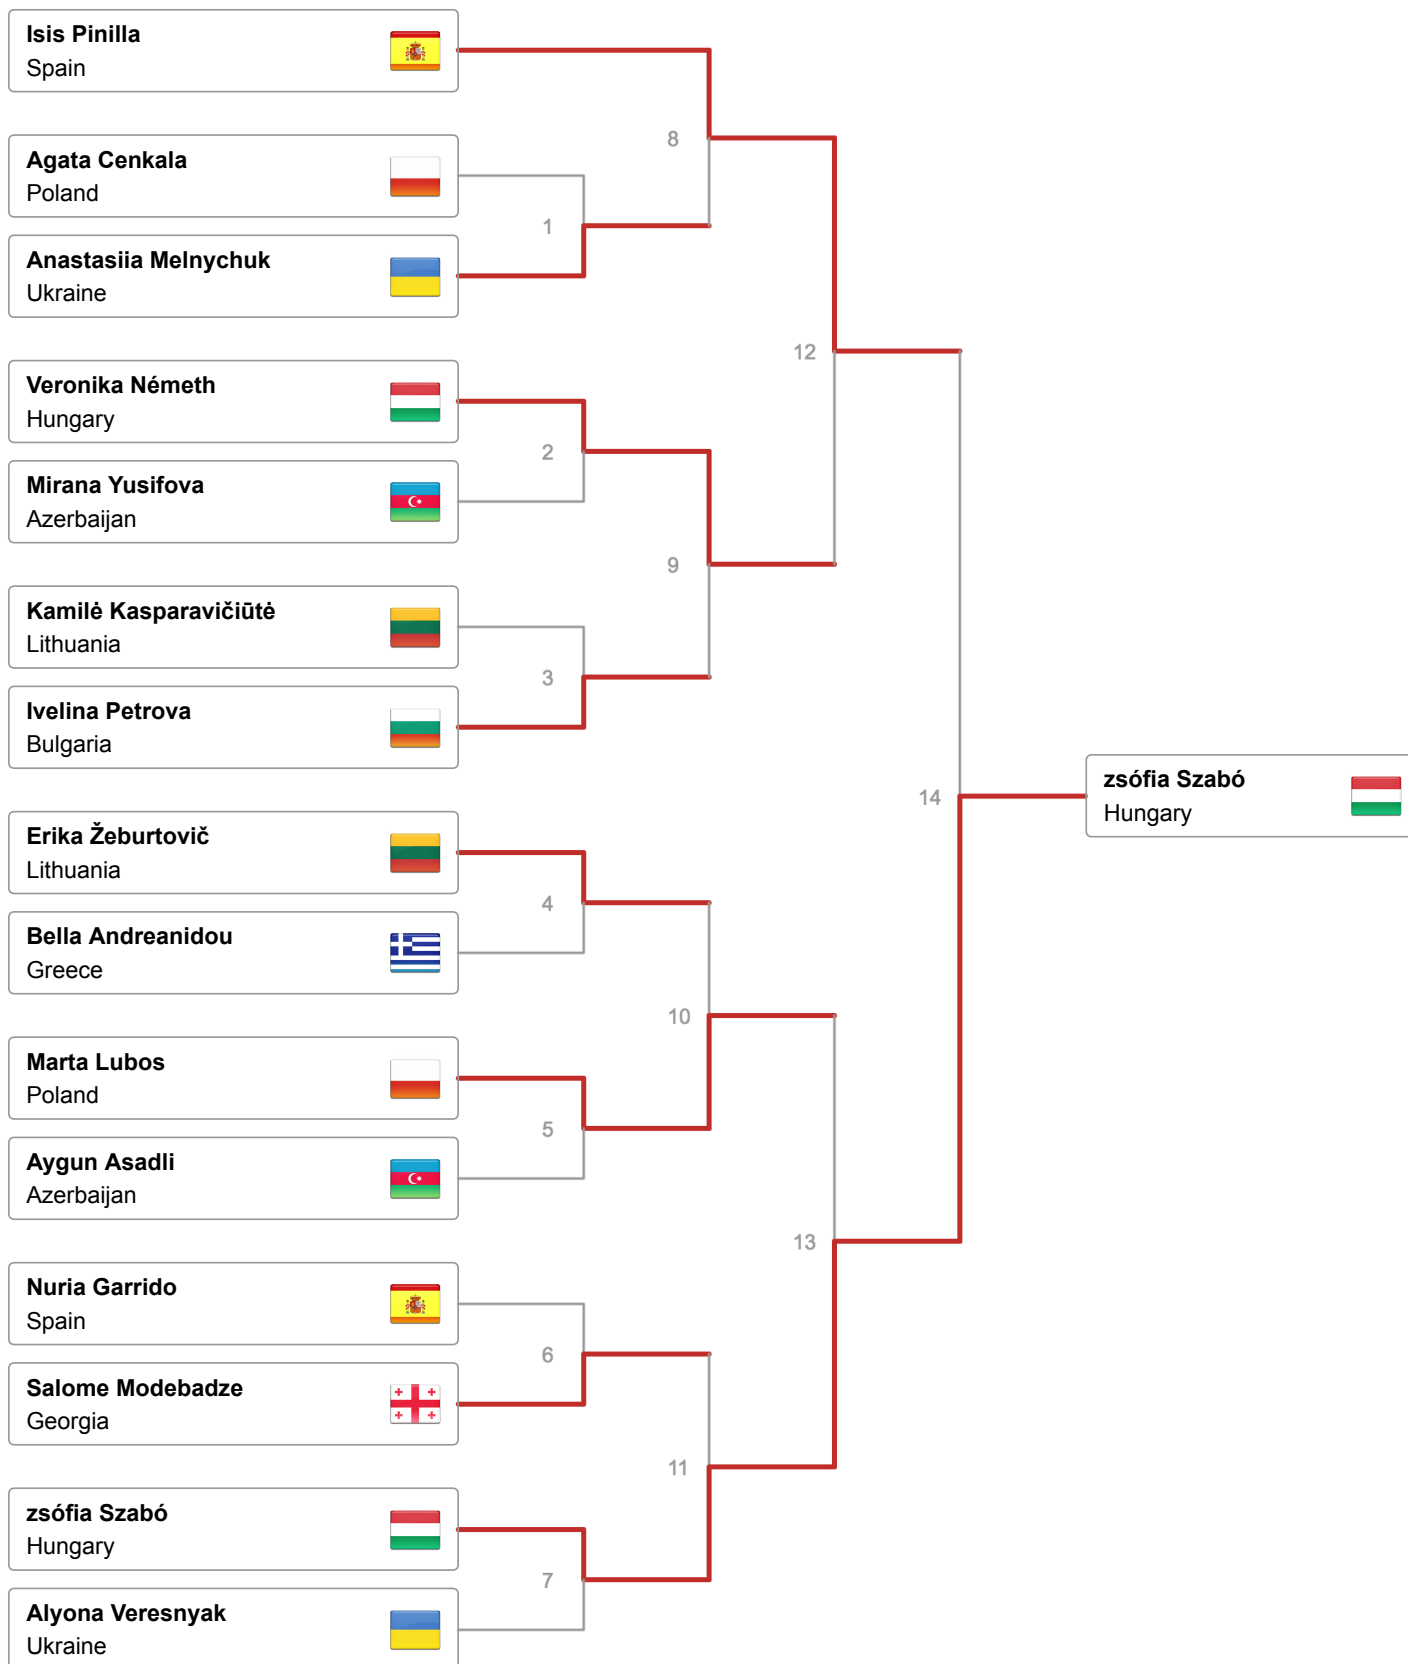 Isis Pinilla
Spain
8
Agata Cenkala
Poland
1
Anastasiia Melnychuk
Ukraine
12
Veronika Németh
Hungary
2
Mirana Yusifova
Azerbaijan
9
Kamilė Kasparavičiūtė
Lithuania
3
Ivelina Petrova
Bulgaria
zsófia Szabó
Hungary
14
Erika Žeburtovič
Lithuania
4
Bella Andreanidou
Greece
10
Marta Lubos
Poland
5
Aygun Asadli
Azerbaijan
13
Nuria Garrido
Spain
6
Salome Modebadze
Georgia
11
zsófia Szabó
Hungary
7
Alyona Veresnyak
Ukraine